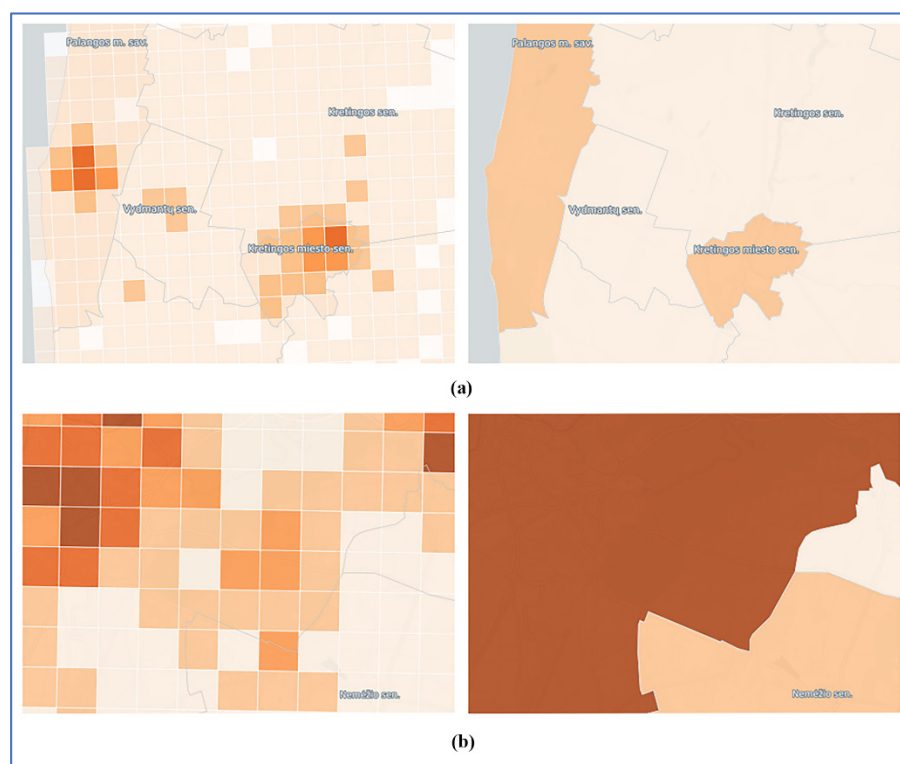 Palangos m. sav.
Kretingos sen.
Vydmantų sen.
Kretingos miesto sen.
Palangos m. sav.
Kretingos sen.
Vydmantų sen.
Kretingos miesto sen.
(a)
Nemėžio sen.
Nemėžio sen.
(b)